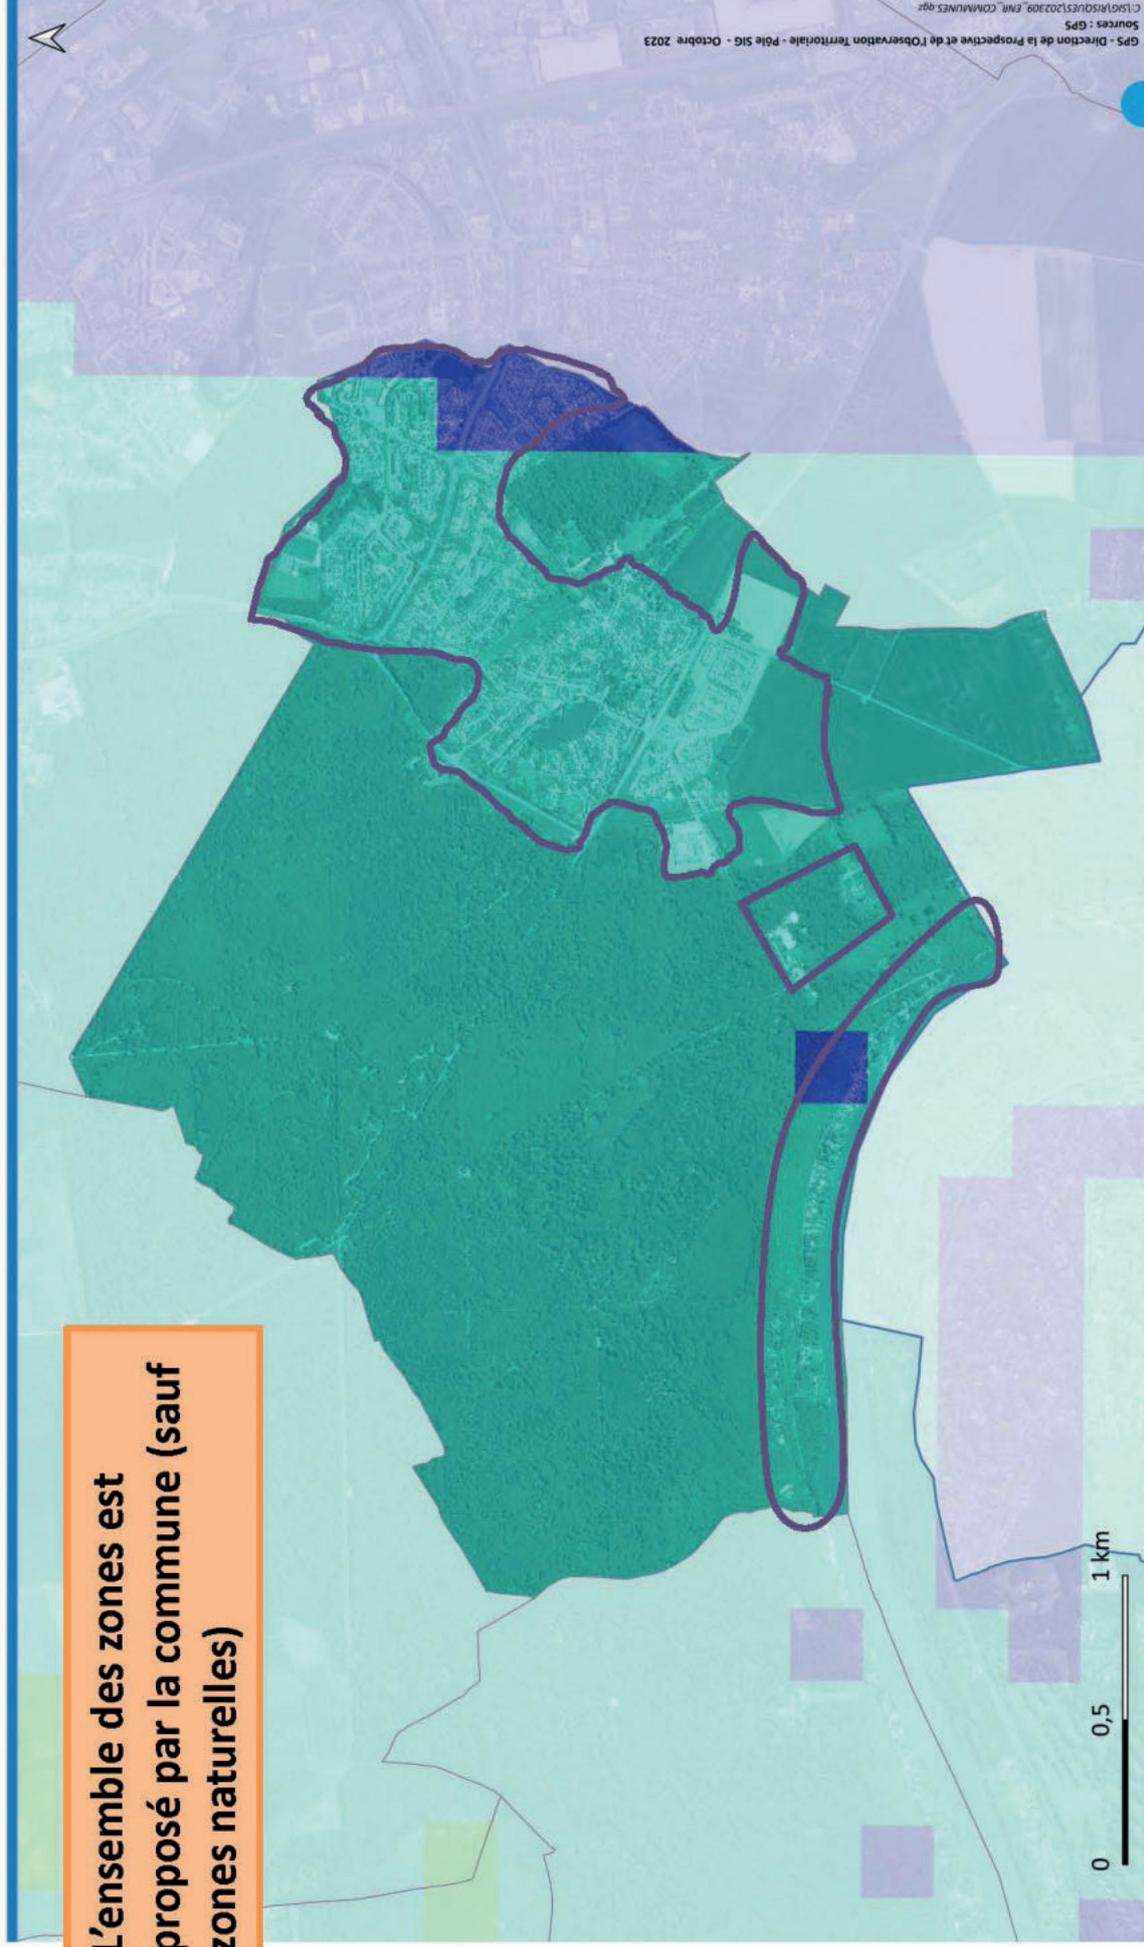 L’ensemble des zones est
proposé par la commune (sauf
zones naturelles)
0 0,5 1 km
GPS - Direction de la Prospective et de l'Observation Territoriale - Pôle SIG - Octobre 2023
Sources : GPS
C:\SIG\RISQUES\202309_ENR_COMMUNES.qgz